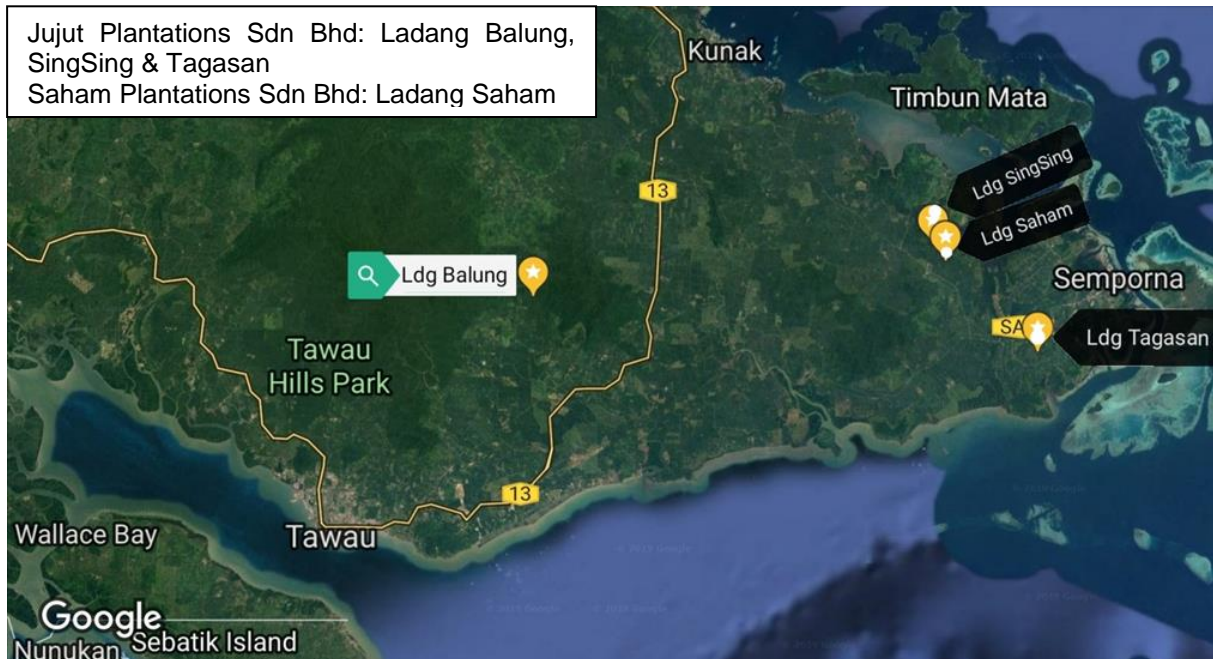 Jujut Plantations Sdn Bhd: Ladang Balung,
SingSing & Tagasan
Saham Plantations Sdn Bhd: Ladang Saham
Kunak
Timbun Mata
13
Ldg SingSing
Ldg Saham
Ldg Balung
Semporna
SA
Ldg Tagasan
Tawau
Hills Park
13
Wallace Bay
Tawau
Google
Nunukan
Sebatik Island